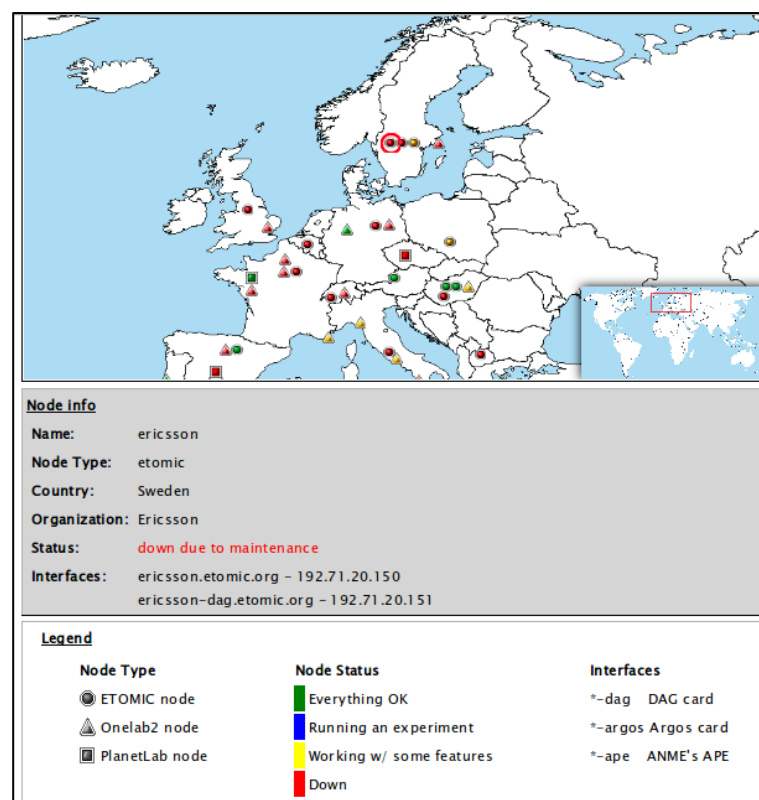 Node info
Name: ericsson
Node Type: etomic
Country: Sweden
Organization: Ericsson
Status: down due to maintenance
Interfaces: ericsson.etomic.org – 192.71.20.150
ericsson-dag.etomic.org – 192.71.20.151
Legend
Node Type Node Status Interfaces
ETOMIC node Everything OK *-dag DAG card
Onelab2 node Running an experiment *-argos Argos card
PlanetLab node Working w/ some features *-ape ANME's APE
Down